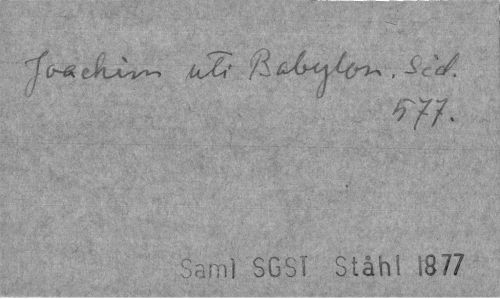 Joachim uti Babylon. Sid.
577.
Saml SGST Ståhl 1877